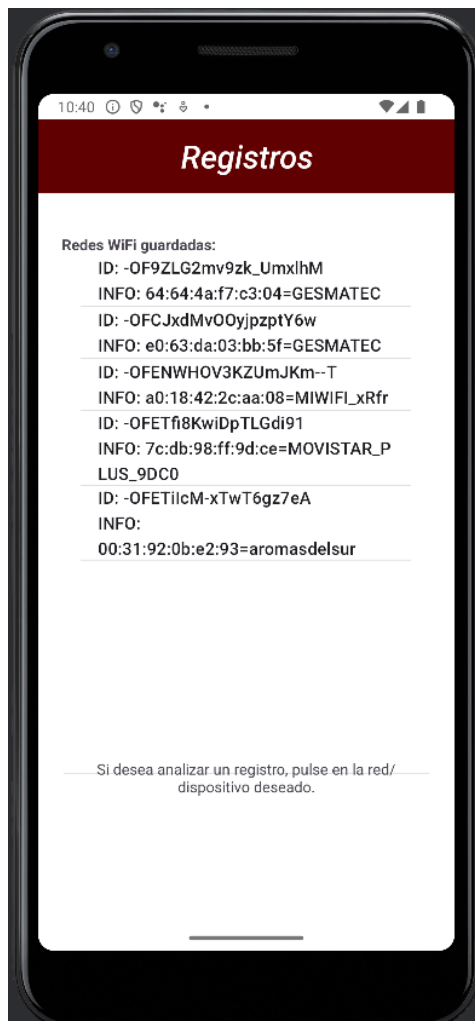 10:40
Registros
Redes WiFi guardadas:
ID: -OF9ZLG2mv9zk_UmxlhM
INFO: 64:64:4a:f7:c3:04=GESMATEC
ID: -OFCJxdMvOOyjpzptY6w
INFO: e0:63:da:03:bb:5f=GESMATEC
ID: -OFENWHOV3KZUmJKm--T
INFO: a0:18:42:2c:aa:08=MIWIFI_xRfr
ID: -OFETfi8KwiDpTLGdi91
INFO: 7c:db:98:ff:9d:ce=MOVISTAR_P
LUS_9DC0
ID: -OFETiIcM-xTwT6gz7eA
INFO:
00:31:92:0b:e2:93=aromasdelsur
Si desea analizar un registro, pulse en la red/
dispositivo deseado.